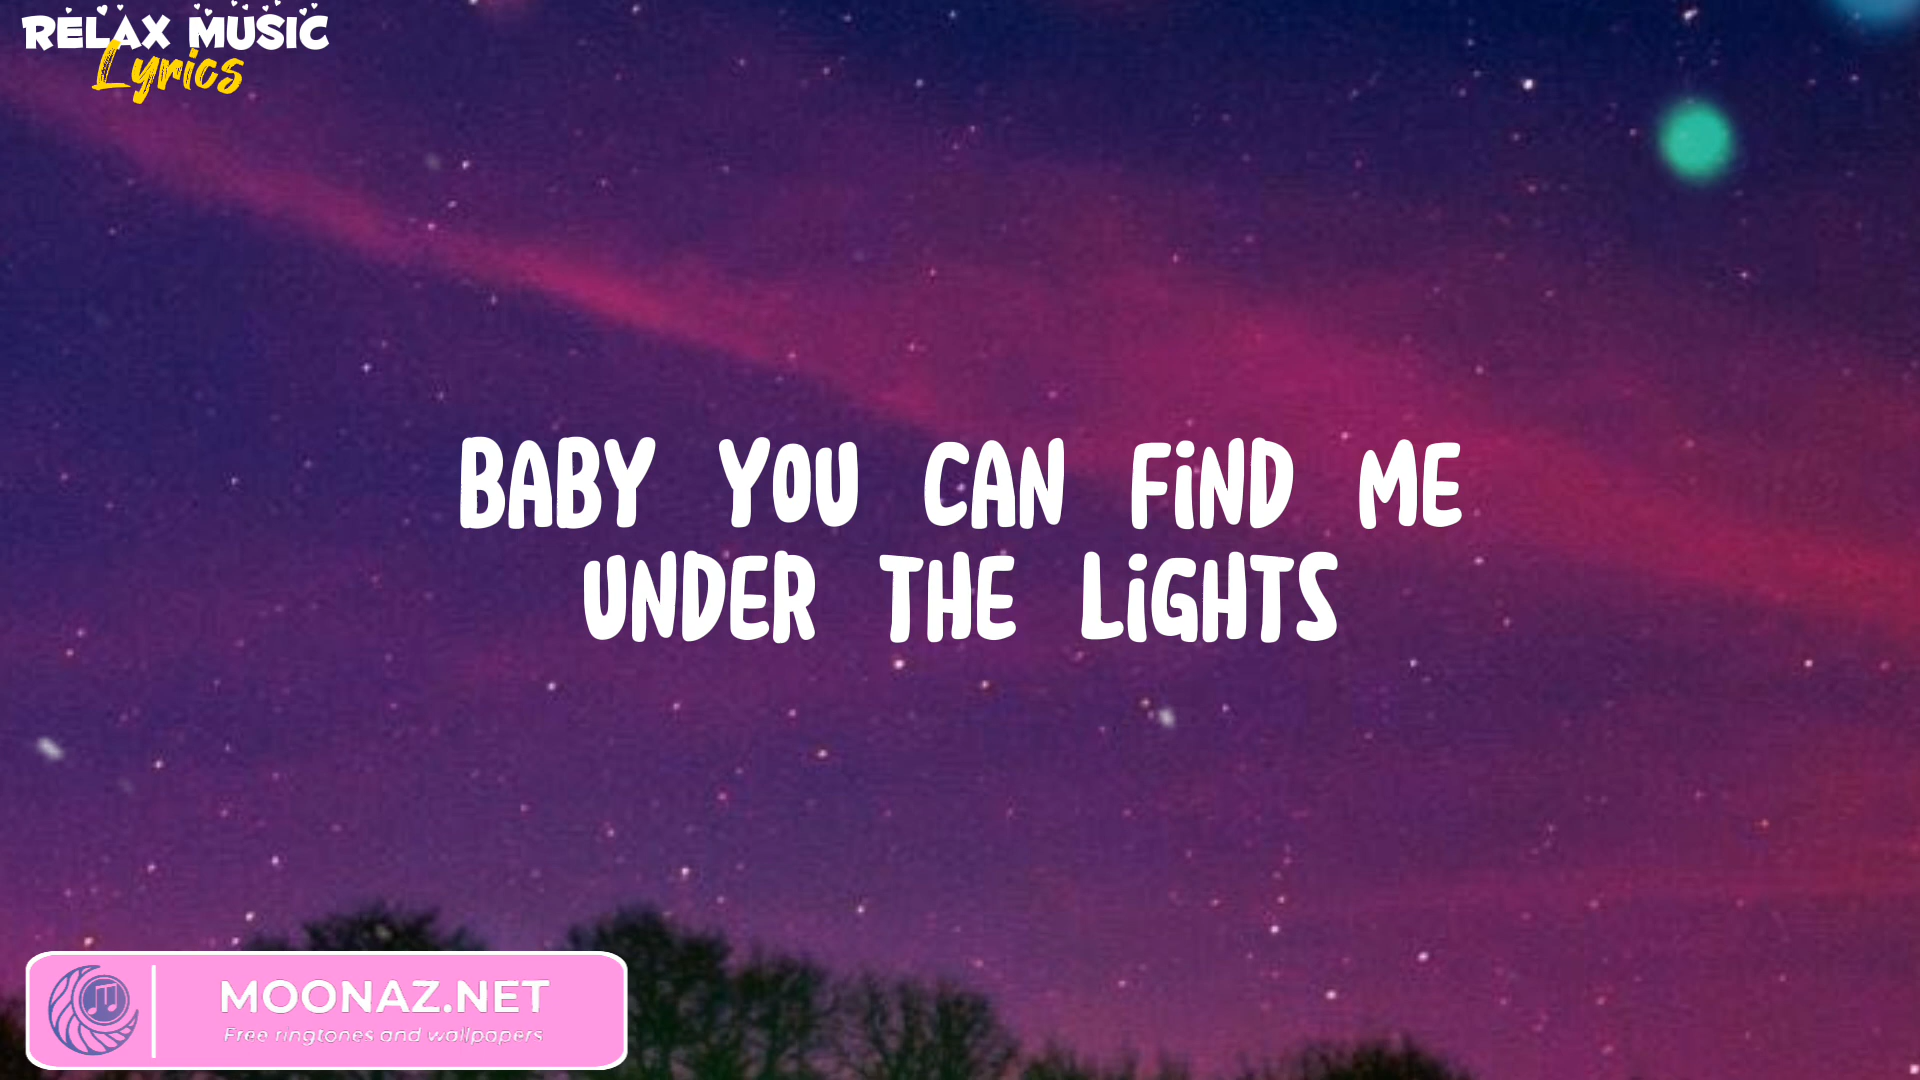 RELAX MUSIC
Lyrics
BABY YOU CAN FIND ME
UNDER THE LIGHTS
MOONAZ.NET
Free ringtones and wallpapers